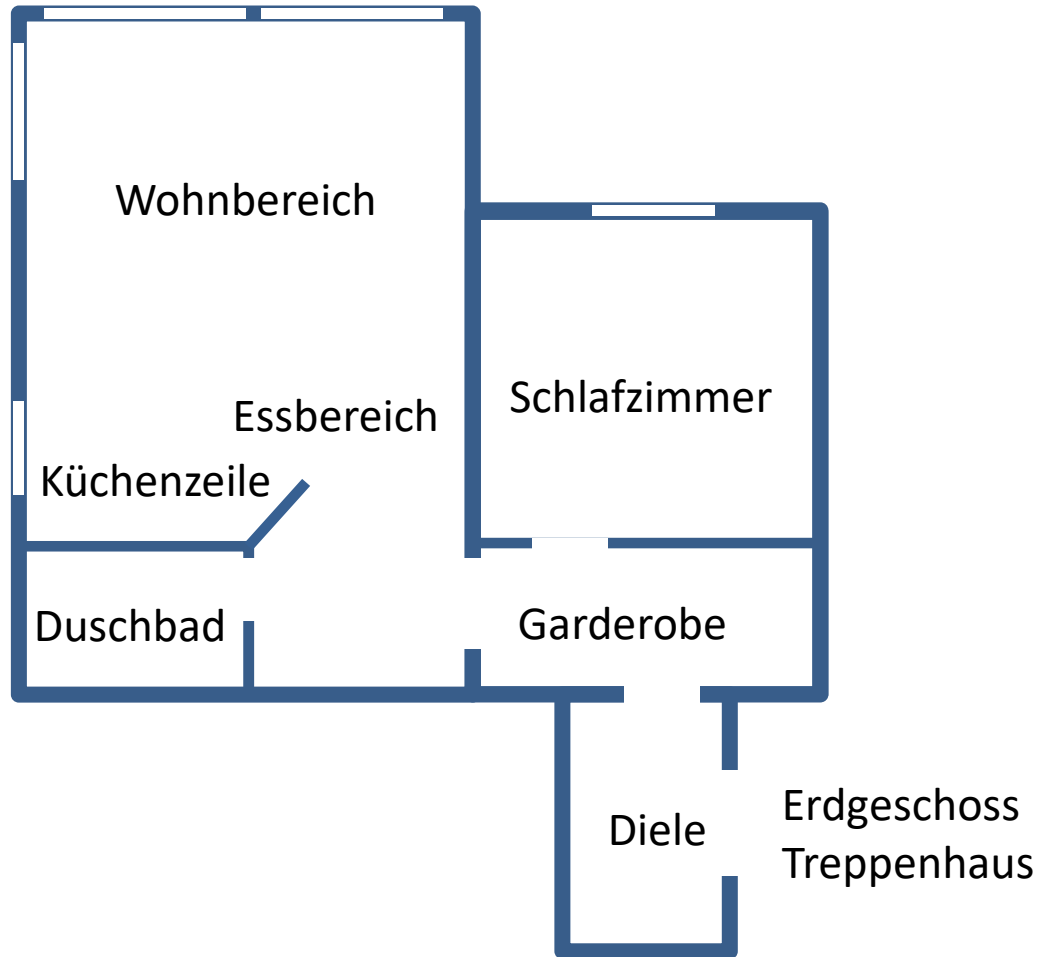 Wohnbereich
Schlafzimmer
Essbereich
Küchenzeile
Duschbad
Garderobe
Diele
Erdgeschoss
Treppenhaus